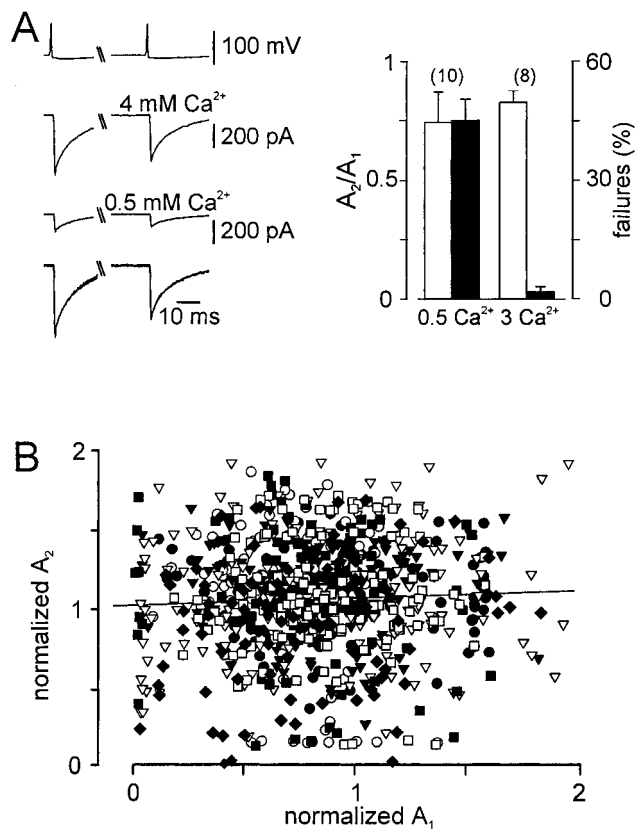 A
100 mV
4 mM Ca²⁺
200 pA
0.5 mM Ca²⁺
200 pA
10 ms
A₂/A₁
1
0.5
0
(10)
(8)
60
30
0
failures (%)
0.5 Ca²⁺
3 Ca²⁺
B
normalized A₂
2
1
0
0
1
2
normalized A₁